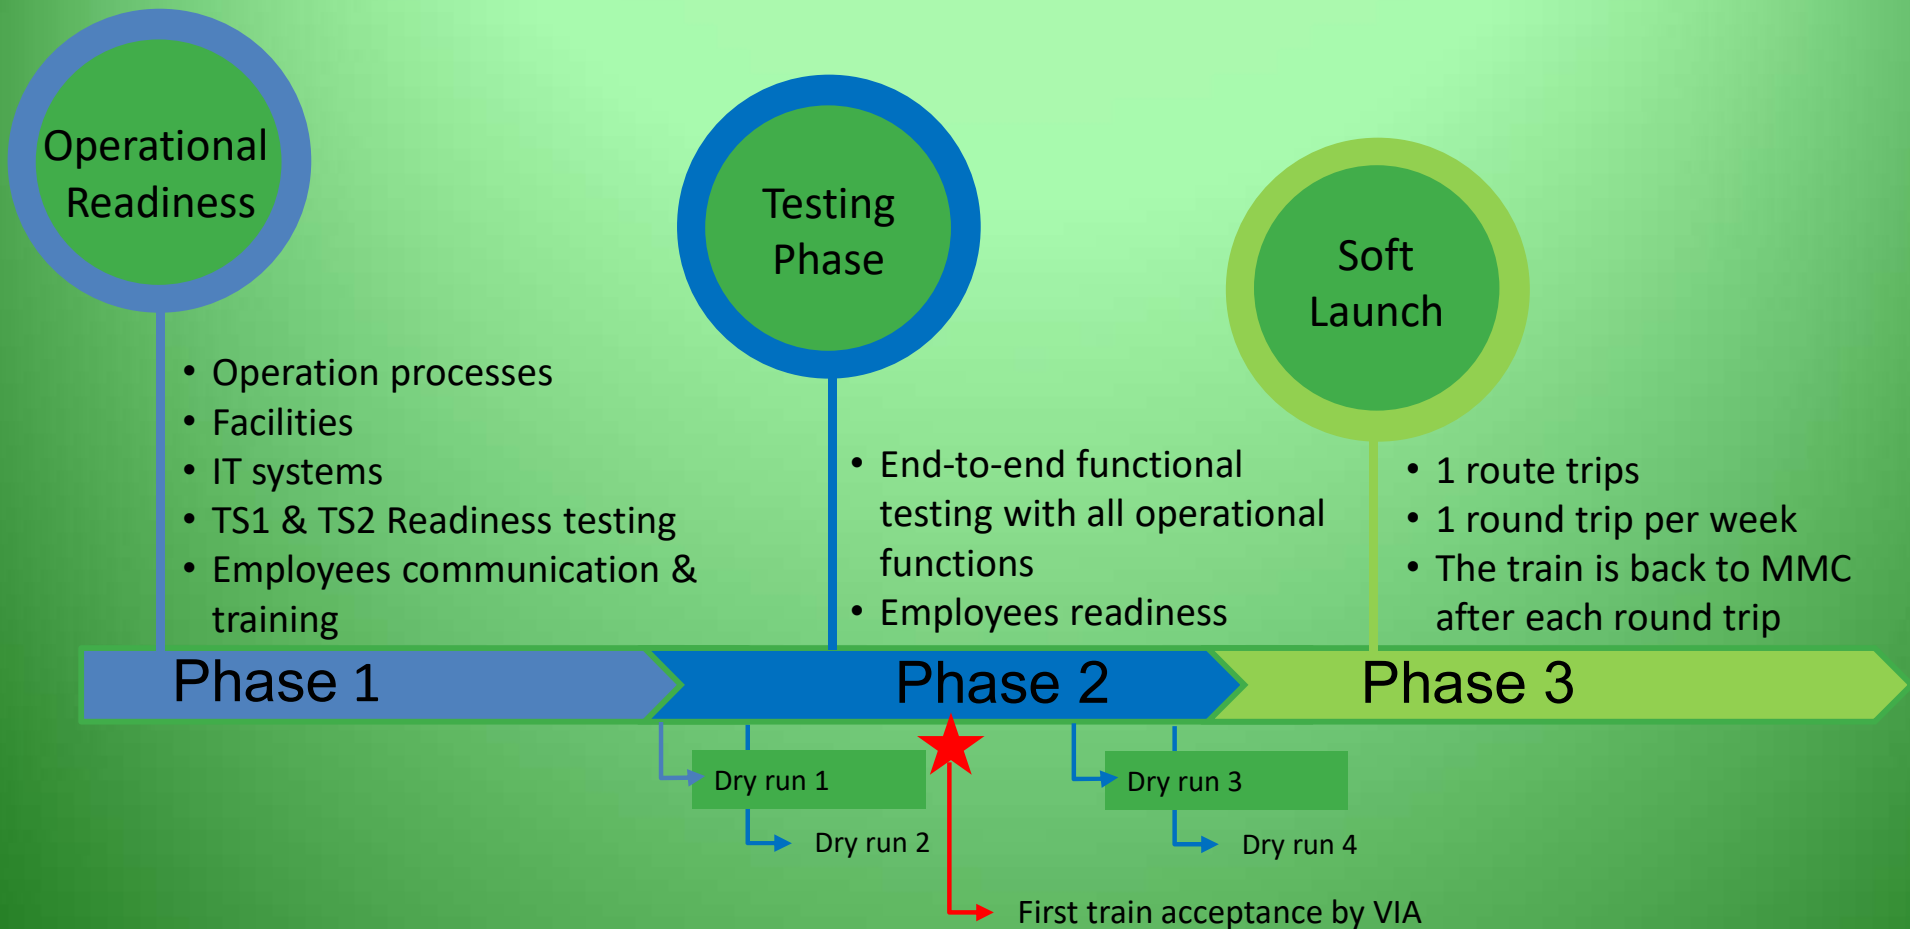 Operational
Readiness
• Operation processes
• Facilities
• IT systems
• TS1 & TS2 Readiness testing
• Employees communication &
training
Testing
Phase
• End-to-end functional
testing with all operational
functions
• Employees readiness
Soft
Launch
• 1 route trips
• 1 round trip per week
• The train is back to MMC
after each round trip
Phase 1
Phase 2
Phase 3
Dry run 1
Dry run 2
Dry run 3
Dry run 4
First train acceptance by VIA